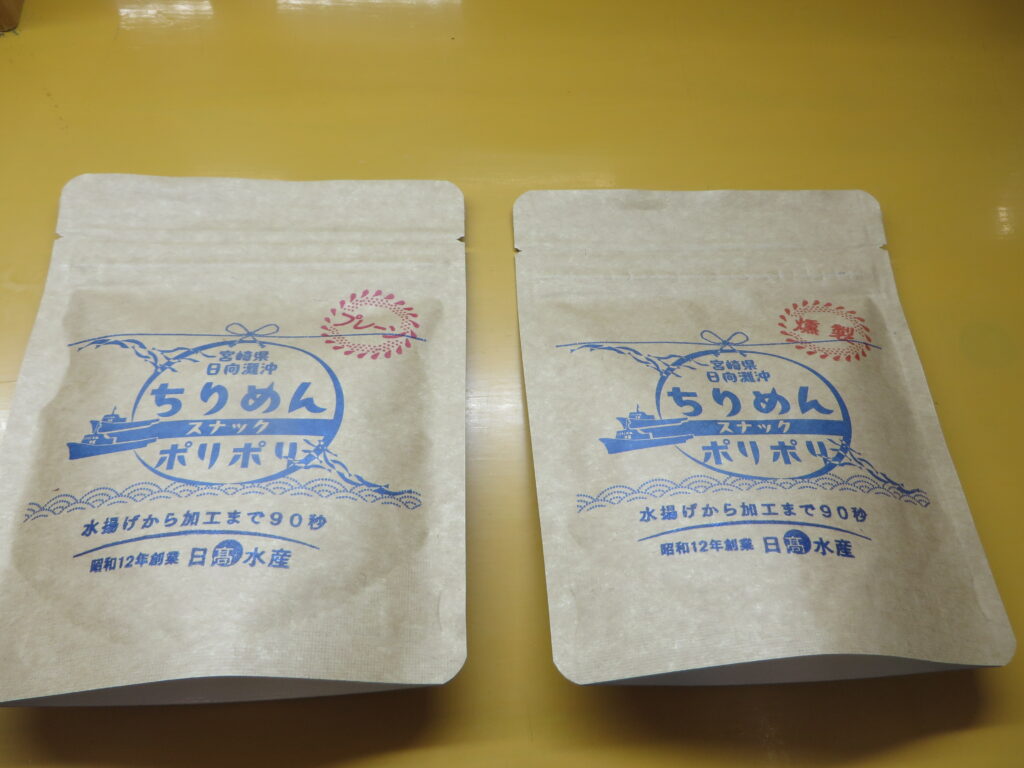 プレーン
宮崎県
日向灘沖
ちりめん
スナック
ポリポリ
水揚げから加工まで90秒
昭和12年創業 日髙水産
燻製
宮崎県
日向灘沖
ちりめん
スナック
ポリポリ
水揚げから加工まで90秒
昭和12年創業 日髙水産